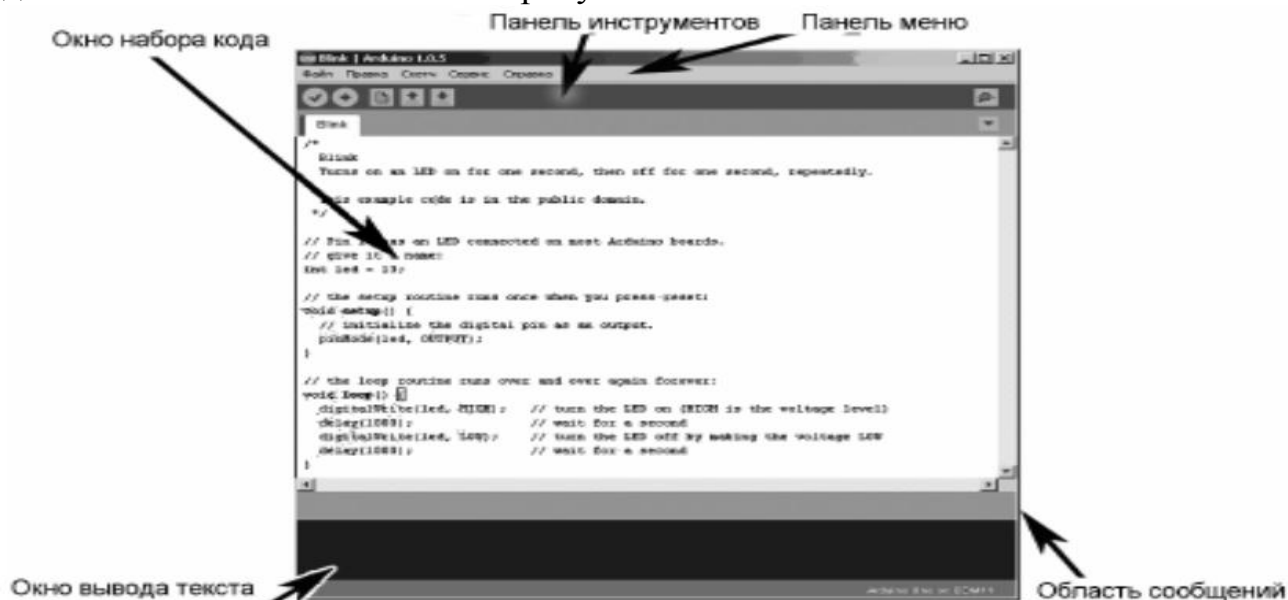 Панель инструментов Панель меню
Окно набора кода
Blink | Arduino 1.0.5
Файл Правка Скетч Сервис Справка
Blink
/*
Blink
Turns on an LED on for one second, then off for one second, repeatedly.
This example code is in the public domain.
*/
// Pin has an LED connected on most Arduino boards.
// give it a name:
int led = 13;
// the setup routine runs once when you press reset:
void setup() {
// initialize the digital pin as an output.
pinMode(led, OUTPUT);
}
// the loop routine runs over and over again forever:
void loop() {
digitalWrite(led, HIGH); // turn the LED on (HIGH is the voltage level)
delay(1000); // wait for a second
digitalWrite(led, LOW); // turn the LED off by making the voltage LOW
delay(1000); // wait for a second
}
Окно вывода текста
Arduino Uno on
Область сообщений